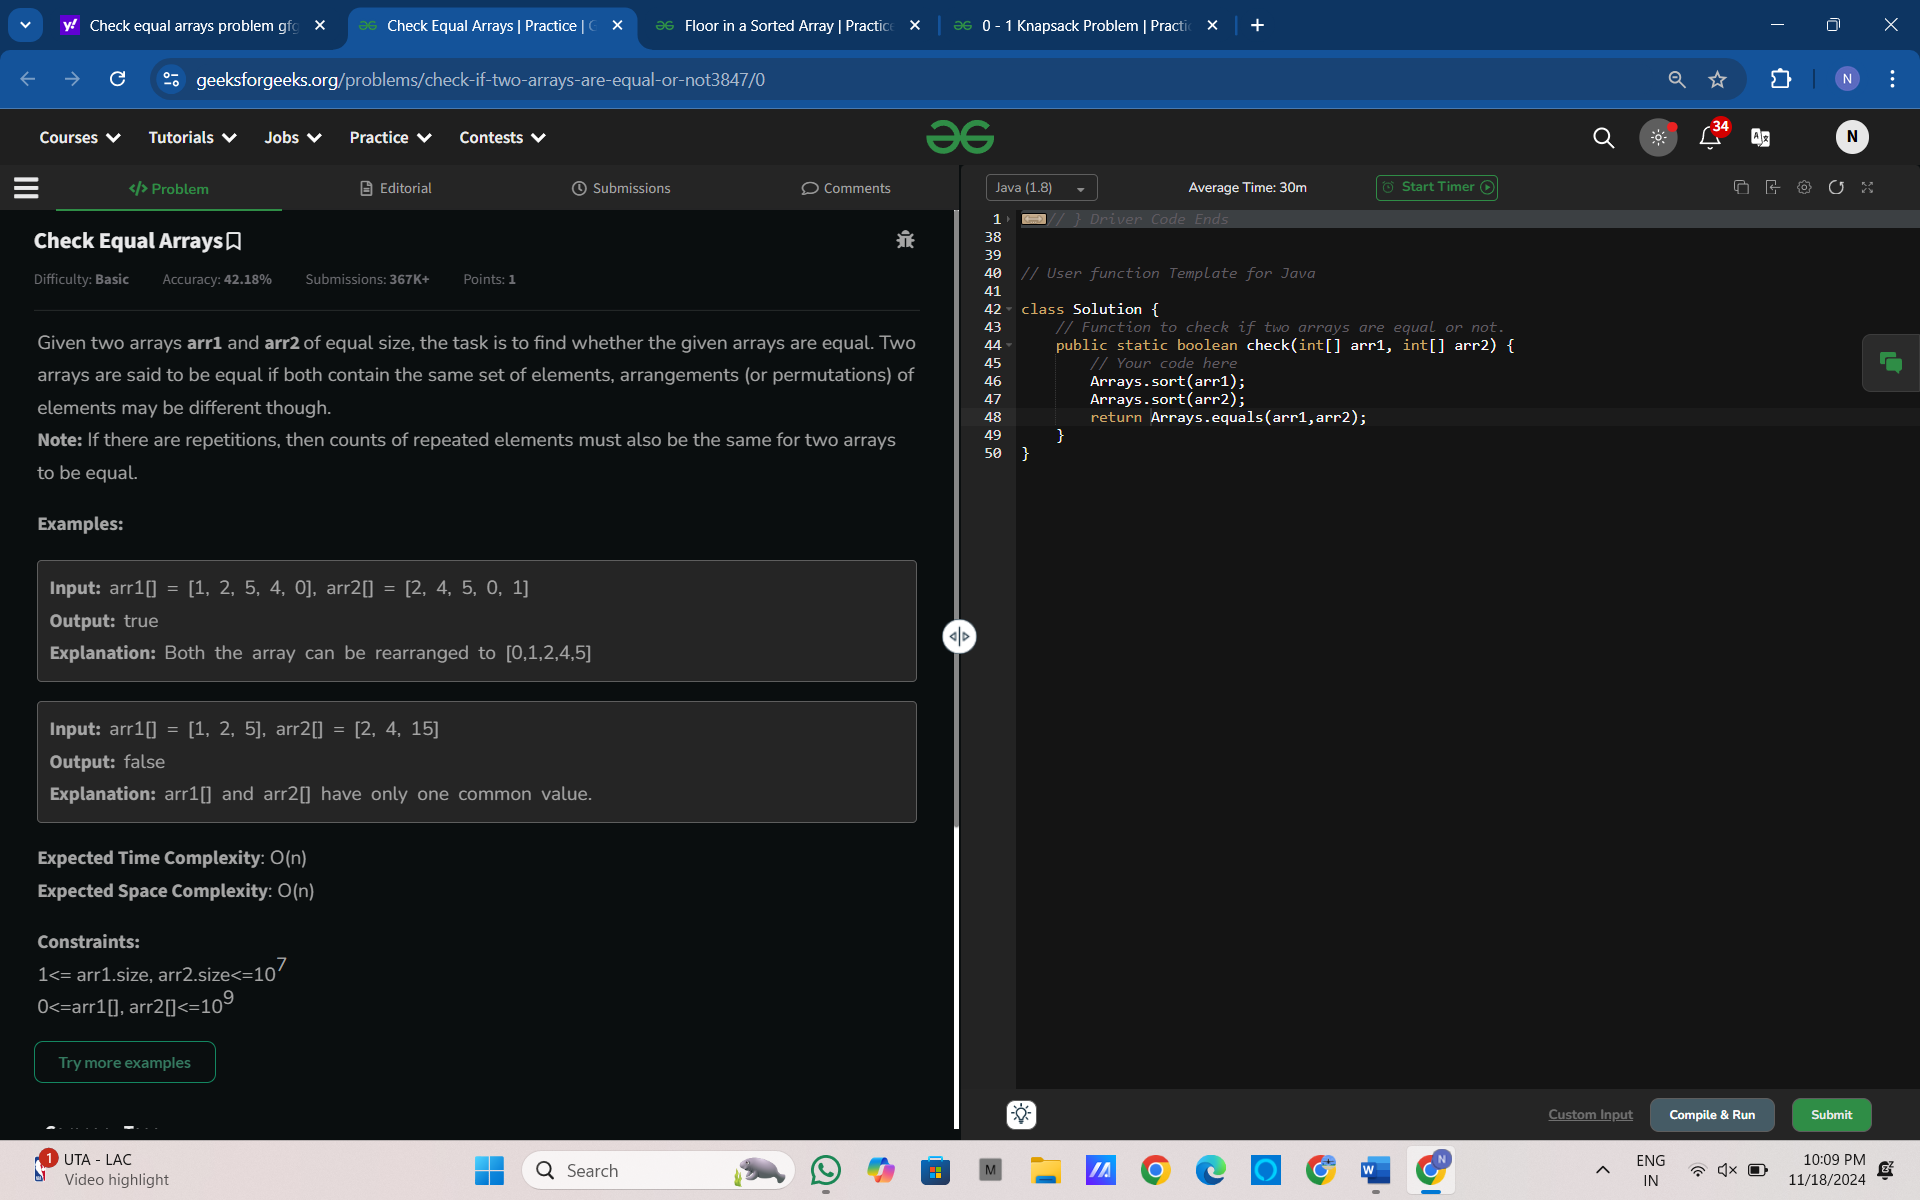 Check equal arrays problem gfg
Check Equal Arrays | Practice | G
Floor in a Sorted Array | Practice
0 - 1 Knapsack Problem | Practi
geeksforgeeks.org/problems/check-if-two-arrays-are-equal-or-not3847/0
N
Courses
Tutorials
Jobs
Practice
Contests
34
N
</> Problem
Editorial
Submissions
Comments
Java (1.8)
Average Time: 30m
Start Timer
Check Equal Arrays
Difficulty: Basic Accuracy: 42.18% Submissions: 367K+ Points: 1
Given two arrays arr1 and arr2 of equal size, the task is to find whether the given arrays are equal. Two
arrays are said to be equal if both contain the same set of elements, arrangements (or permutations) of
elements may be different though.
Note: If there are repetitions, then counts of repeated elements must also be the same for two arrays
to be equal.
Examples:
Input: arr1[] = [1, 2, 5, 4, 0], arr2[] = [2, 4, 5, 0, 1]
Output: true
Explanation: Both the array can be rearranged to [0,1,2,4,5]
Input: arr1[] = [1, 2, 5], arr2[] = [2, 4, 15]
Output: false
Explanation: arr1[] and arr2[] have only one common value.
Expected Time Complexity: O(n)
Expected Space Complexity: O(n)
Constraints:
1<= arr1.size, arr2.size<=10^7
0<=arr1[], arr2[]<=10^9
Try more examples
1 // } Driver Code Ends
38
39
40 // User function Template for Java
41
42 class Solution {
43 // Function to check if two arrays are equal or not.
44 public static boolean check(int[] arr1, int[] arr2) {
45 // Your code here
46 Arrays.sort(arr1);
47 Arrays.sort(arr2);
48 return Arrays.equals(arr1,arr2);
49 }
50 }
Custom Input
Compile & Run
Submit
1
UTA - LAC
Video highlight
Search
M
N
ENG
IN
10:09 PM
11/18/2024